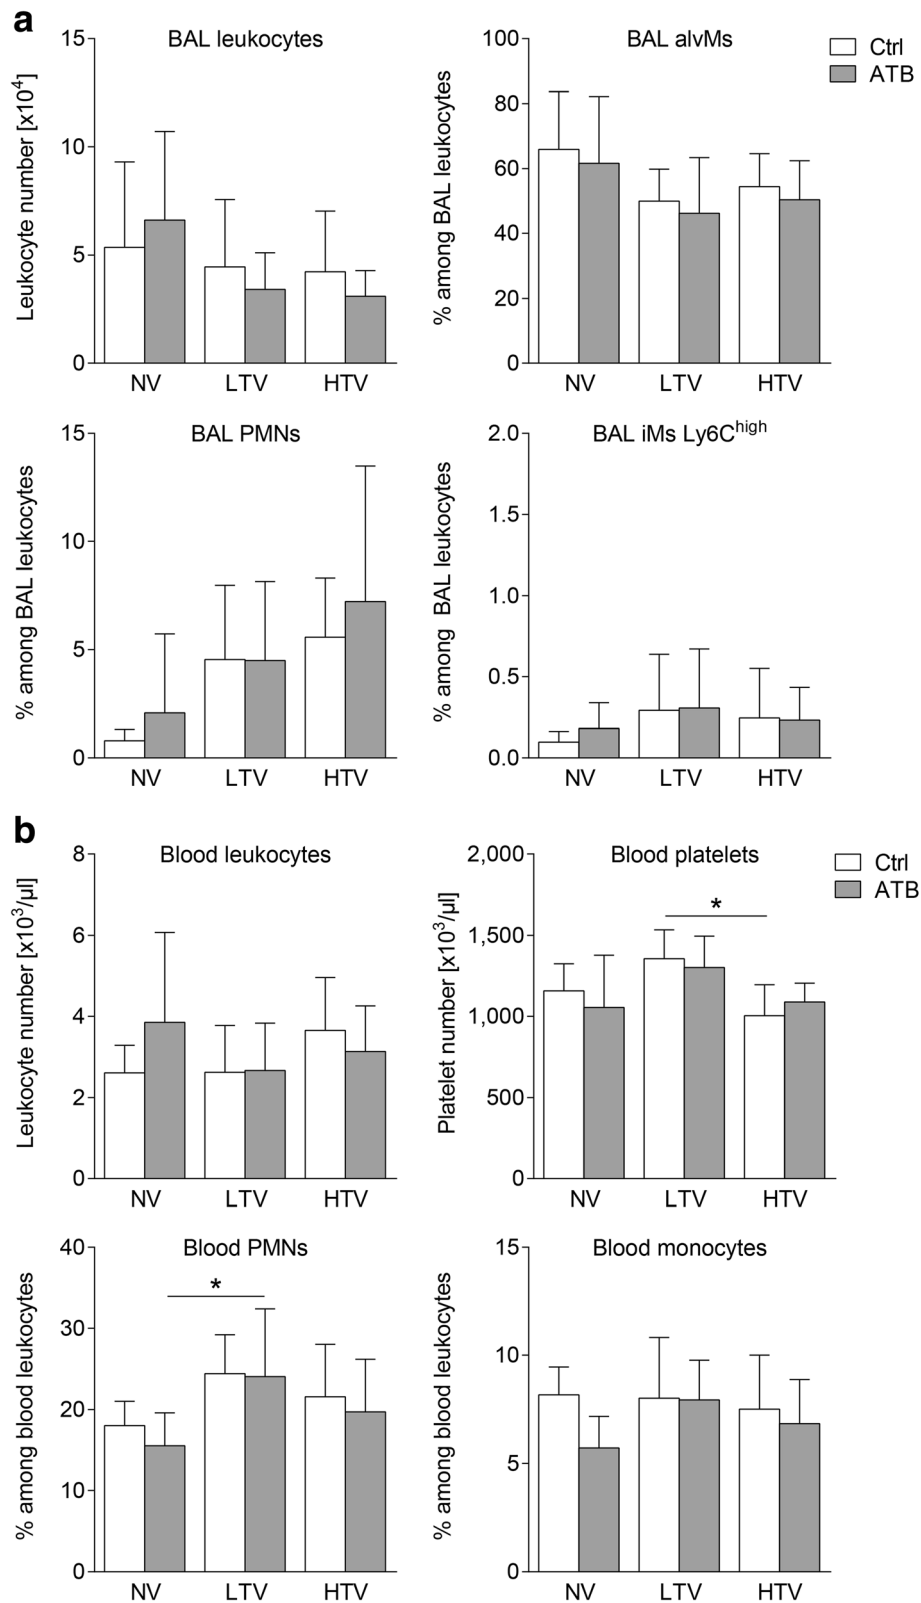 a
BAL leukocytes
Leukocyte number [x10⁴]
15
10
5
0
NV LTV HTV
BAL alvMs
% among BAL leukocytes
100
80
60
40
20
0
NV LTV HTV
Ctrl
ATB
BAL PMNs
% among BAL leukocytes
15
10
5
0
NV LTV HTV
BAL iMs Ly6Cʰⁱᵍʰ
% among BAL leukocytes
2.0
1.5
1.0
0.5
0.0
NV LTV HTV
b
Blood leukocytes
Leukocyte number [x10³/µl]
8
6
4
2
0
NV LTV HTV
Blood platelets
Platelet number [x10³/µl]
2,000
1,500
1,000
500
0
*
NV LTV HTV
Ctrl
ATB
Blood PMNs
% among blood leukocytes
40
30
20
10
0
*
NV LTV HTV
Blood monocytes
% among blood leukocytes
15
10
5
0
NV LTV HTV